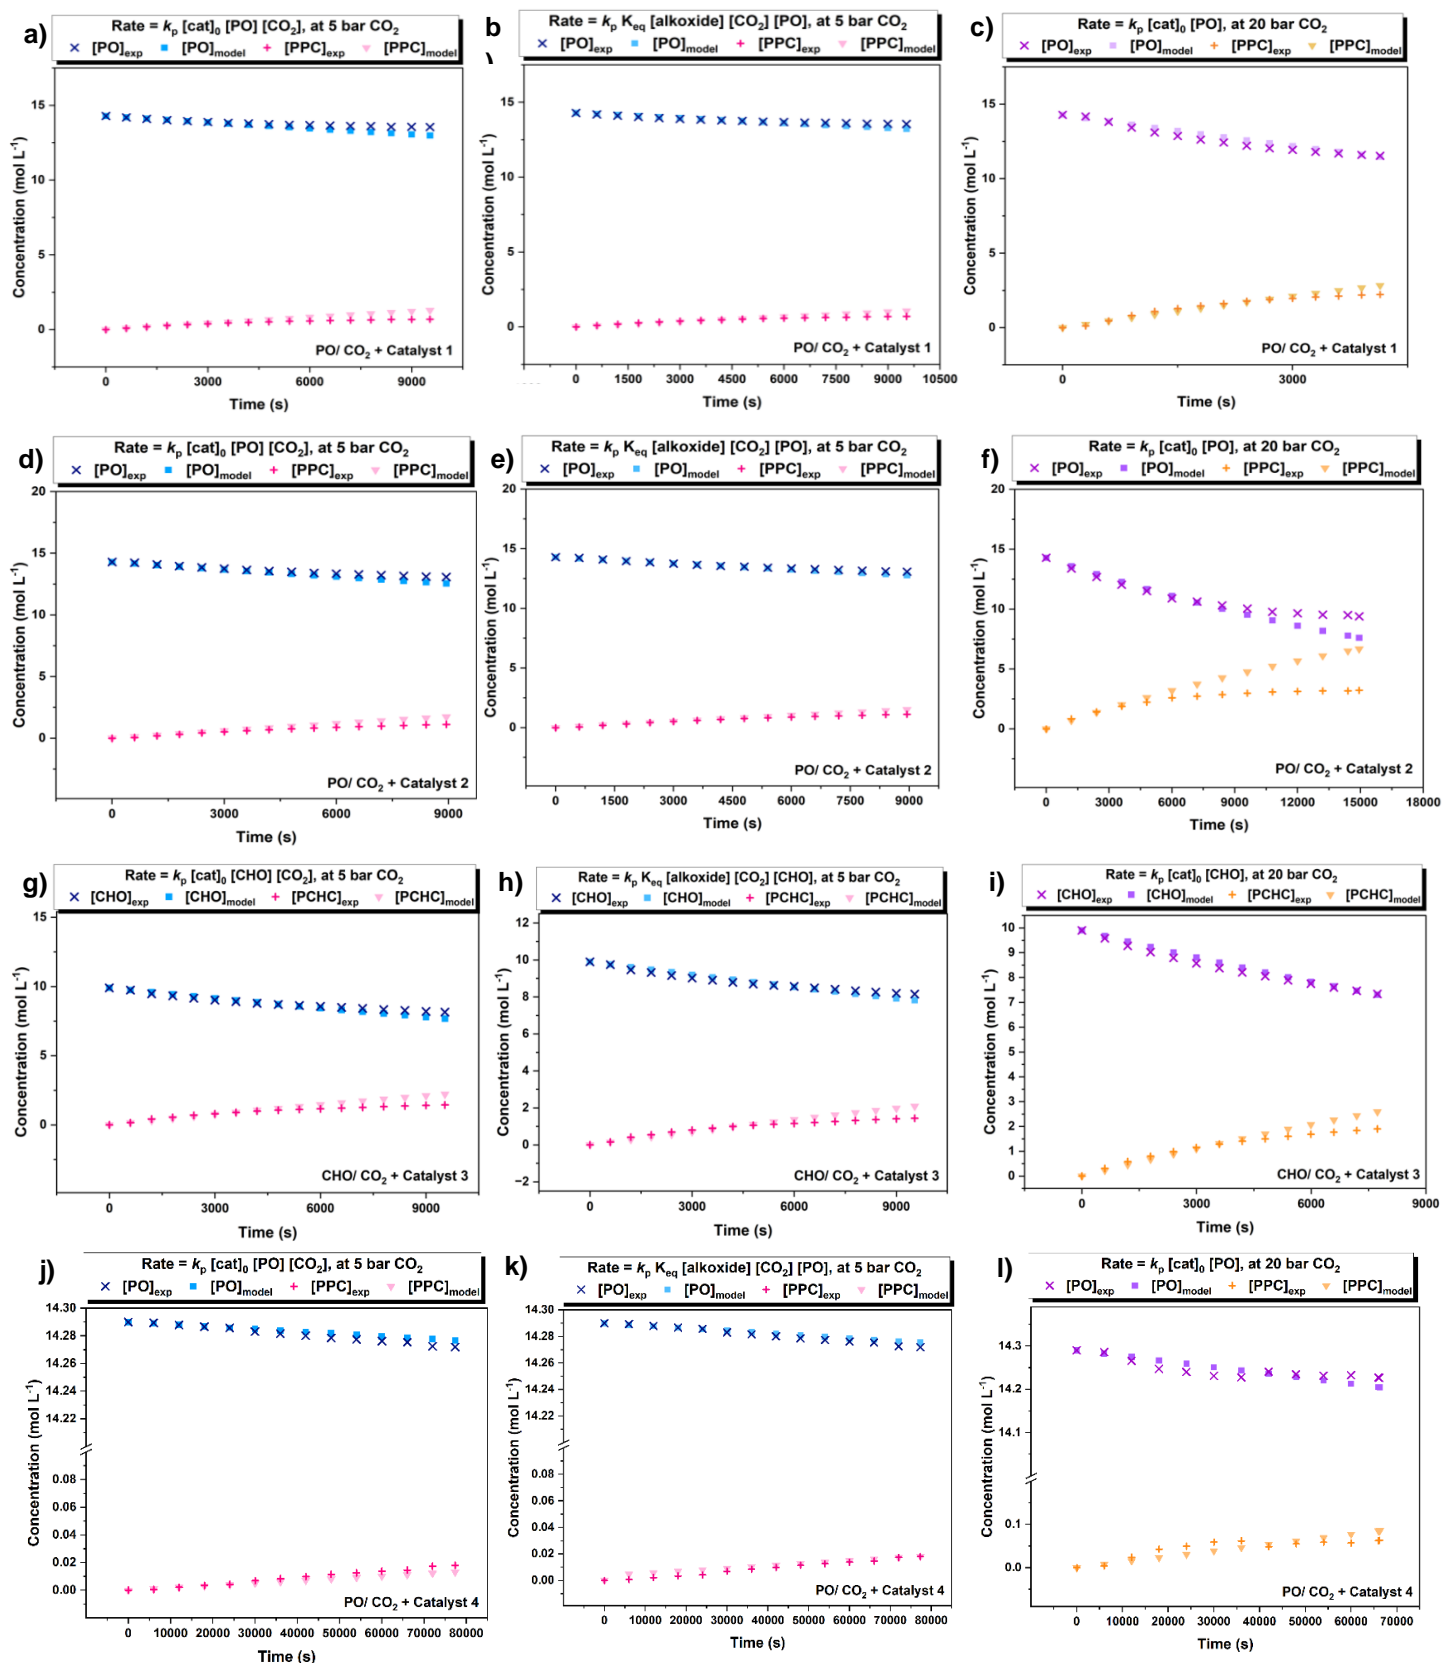 a)
Rate = kₚ [cat]₀ [PO] [CO₂], at 5 bar CO₂
[PO]exp [PO]model [PPC]exp [PPC]model
Concentration (mol L⁻¹)
15
10
5
0
PO/ CO₂ + Catalyst 1
0 3000 6000 9000
Time (s)
b
)
Rate = kₚ Keq [alkoxide] [CO₂] [PO], at 5 bar CO₂
[PO]exp [PO]model [PPC]exp [PPC]model
Concentration (mol L⁻¹)
15
10
5
0
PO/ CO₂ + Catalyst 1
0 1500 3000 4500 6000 7500 9000 10500
Time (s)
c)
Rate = kₚ [cat]₀ [PO], at 20 bar CO₂
[PO]exp [PO]model [PPC]exp [PPC]model
Concentration (mol L⁻¹)
15
10
5
0
PO/ CO₂ + Catalyst 1
0 3000
Time (s)
d)
Rate = kₚ [cat]₀ [PO] [CO₂], at 5 bar CO₂
[PO]exp [PO]model [PPC]exp [PPC]model
Concentration (mol L⁻¹)
20
15
10
5
0
PO/ CO₂ + Catalyst 2
0 3000 6000 9000
Time (s)
e)
Rate = kₚ Keq [alkoxide] [CO₂] [PO], at 5 bar CO₂
[PO]exp [PO]model [PPC]exp [PPC]model
Concentration (mol L⁻¹)
20
15
10
5
0
PO/ CO₂ + Catalyst 2
0 1500 3000 4500 6000 7500 9000
Time (s)
f)
Rate = kₚ [cat]₀ [PO], at 20 bar CO₂
[PO]exp [PO]model [PPC]exp [PPC]model
Concentration (mol L⁻¹)
20
15
10
5
0
PO/ CO₂ + Catalyst 2
0 3000 6000 9000 12000 15000 18000
Time (s)
g)
Rate = kₚ [cat]₀ [CHO] [CO₂], at 5 bar CO₂
[CHO]exp [CHO]model [PCHC]exp [PCHC]model
Concentration (mol L⁻¹)
15
10
5
0
CHO/ CO₂ + Catalyst 3
0 3000 6000 9000
Time (s)
h)
Rate = kₚ Keq [alkoxide] [CO₂] [CHO], at 5 bar CO₂
[CHO]exp [CHO]model [PCHC]exp [PCHC]model
Concentration (mol L⁻¹)
12
10
8
6
4
2
0
−2
CHO/ CO₂ + Catalyst 3
0 3000 6000 9000
Time (s)
i)
Rate = kₚ [cat]₀ [CHO], at 20 bar CO₂
[CHO]exp [CHO]model [PCHC]exp [PCHC]model
Concentration (mol L⁻¹)
10
9
8
7
6
5
4
3
2
1
0
CHO/ CO₂ + Catalyst 3
0 3000 6000 9000
Time (s)
j)
Rate = kₚ [cat]₀ [PO] [CO₂], at 5 bar CO₂
[PO]exp [PO]model [PPC]exp [PPC]model
Concentration (mol L⁻¹)
14.30
14.28
14.26
14.24
14.22
0.08
0.06
0.04
0.02
0.00
PO/ CO₂ + Catalyst 4
0 10000 20000 30000 40000 50000 60000 70000 80000
Time (s)
k)
Rate = kₚ Keq [alkoxide] [CO₂] [PO], at 5 bar CO₂
[PO]exp [PO]model [PPC]exp [PPC]model
Concentration (mol L⁻¹)
14.30
14.28
14.26
14.24
14.22
0.08
0.06
0.04
0.02
0.00
PO/ CO₂ + Catalyst 4
0 10000 20000 30000 40000 50000 60000 70000 80000
Time (s)
l)
Rate = kₚ [cat]₀ [PO], at 20 bar CO₂
[PO]exp [PO]model [PPC]exp [PPC]model
Concentration (mol L⁻¹)
14.3
14.2
14.1
0.1
0.0
PO/ CO₂ + Catalyst 4
0 10000 20000 30000 40000 50000 60000 70000
Time (s)